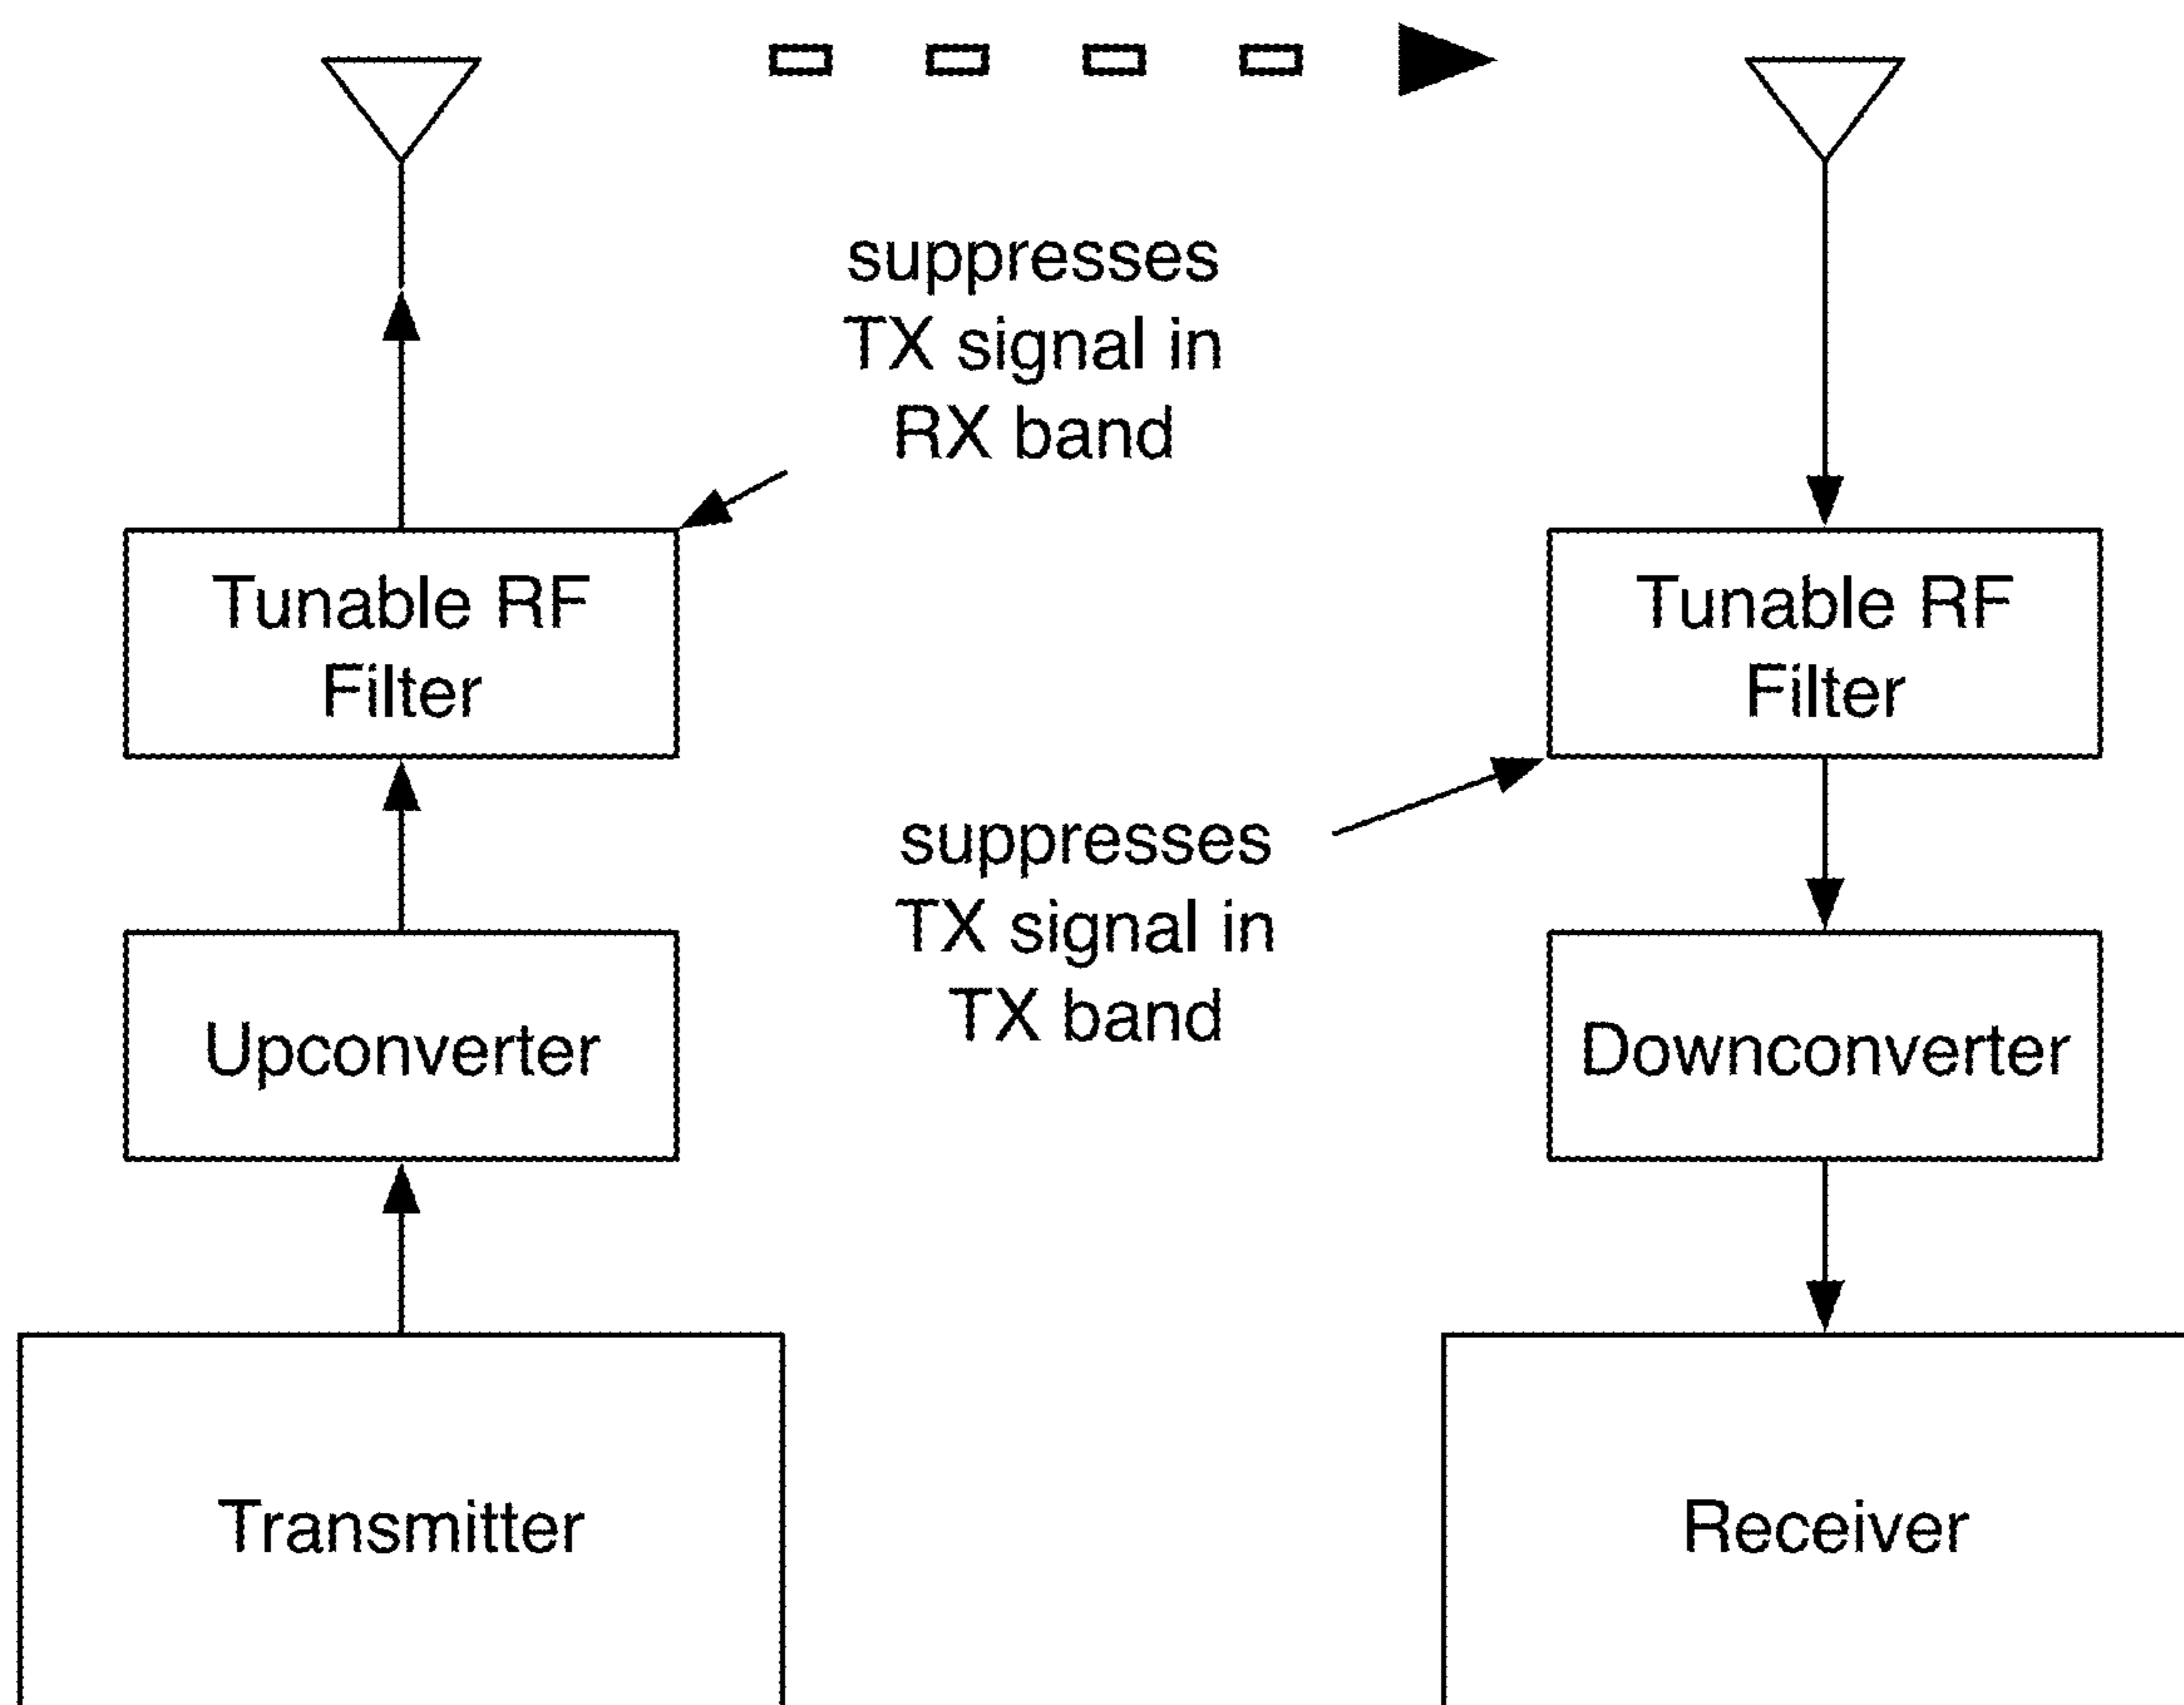 suppresses
TX signal in
RX band
Tunable RF
Filter
Tunable RF
Filter
suppresses
TX signal in
TX band
Upconverter
Downconverter
Transmitter
Receiver